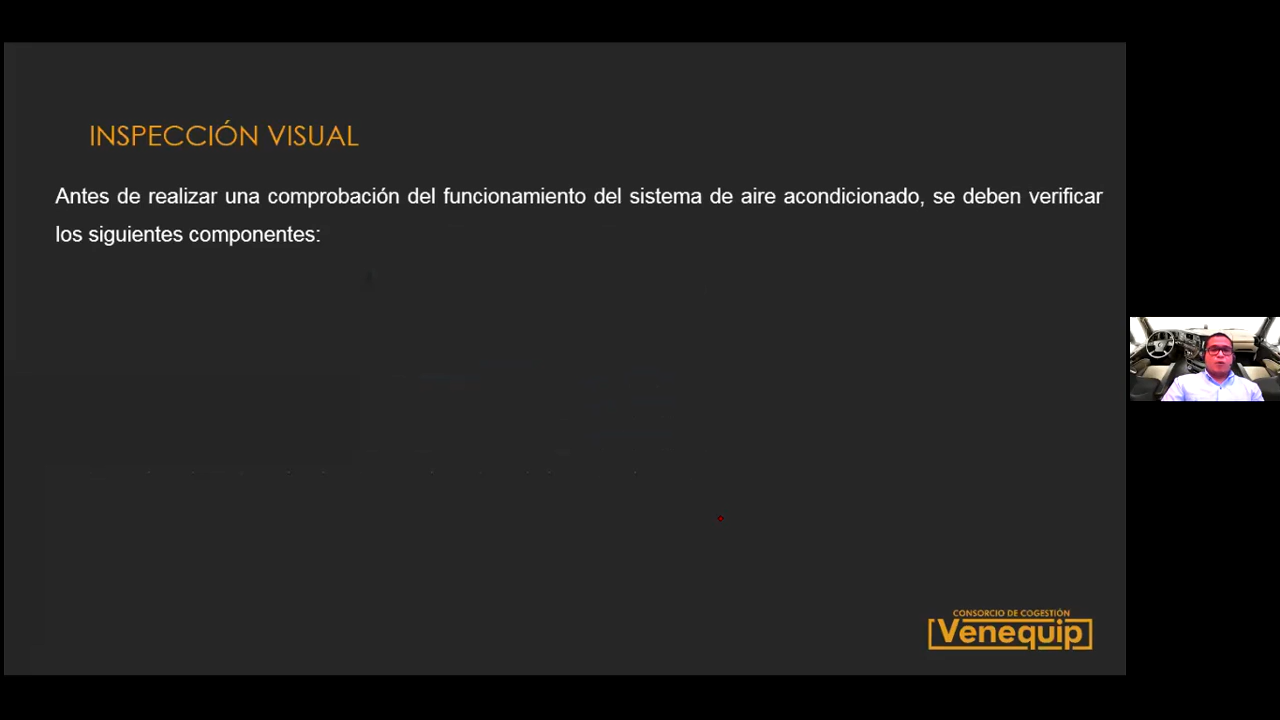 INSPECCIÓN VISUAL
Antes de realizar una comprobación del funcionamiento del sistema de aire acondicionado, se deben verificar
los siguientes componentes:
CONSORCIO DE COGESTIÓN
Venequip